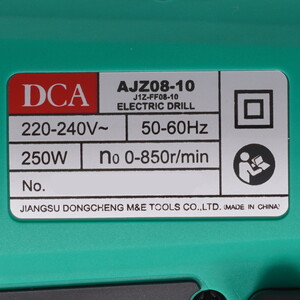 DCA
AJZ08-10
J1Z-FF08-10
ELECTRIC DRILL
220-240V~ 50-60Hz
250W n0 0-850r/min
No.
JIANGSU DONGCHENG M&E TOOLS CO.,LTD. (MADE IN CHINA)